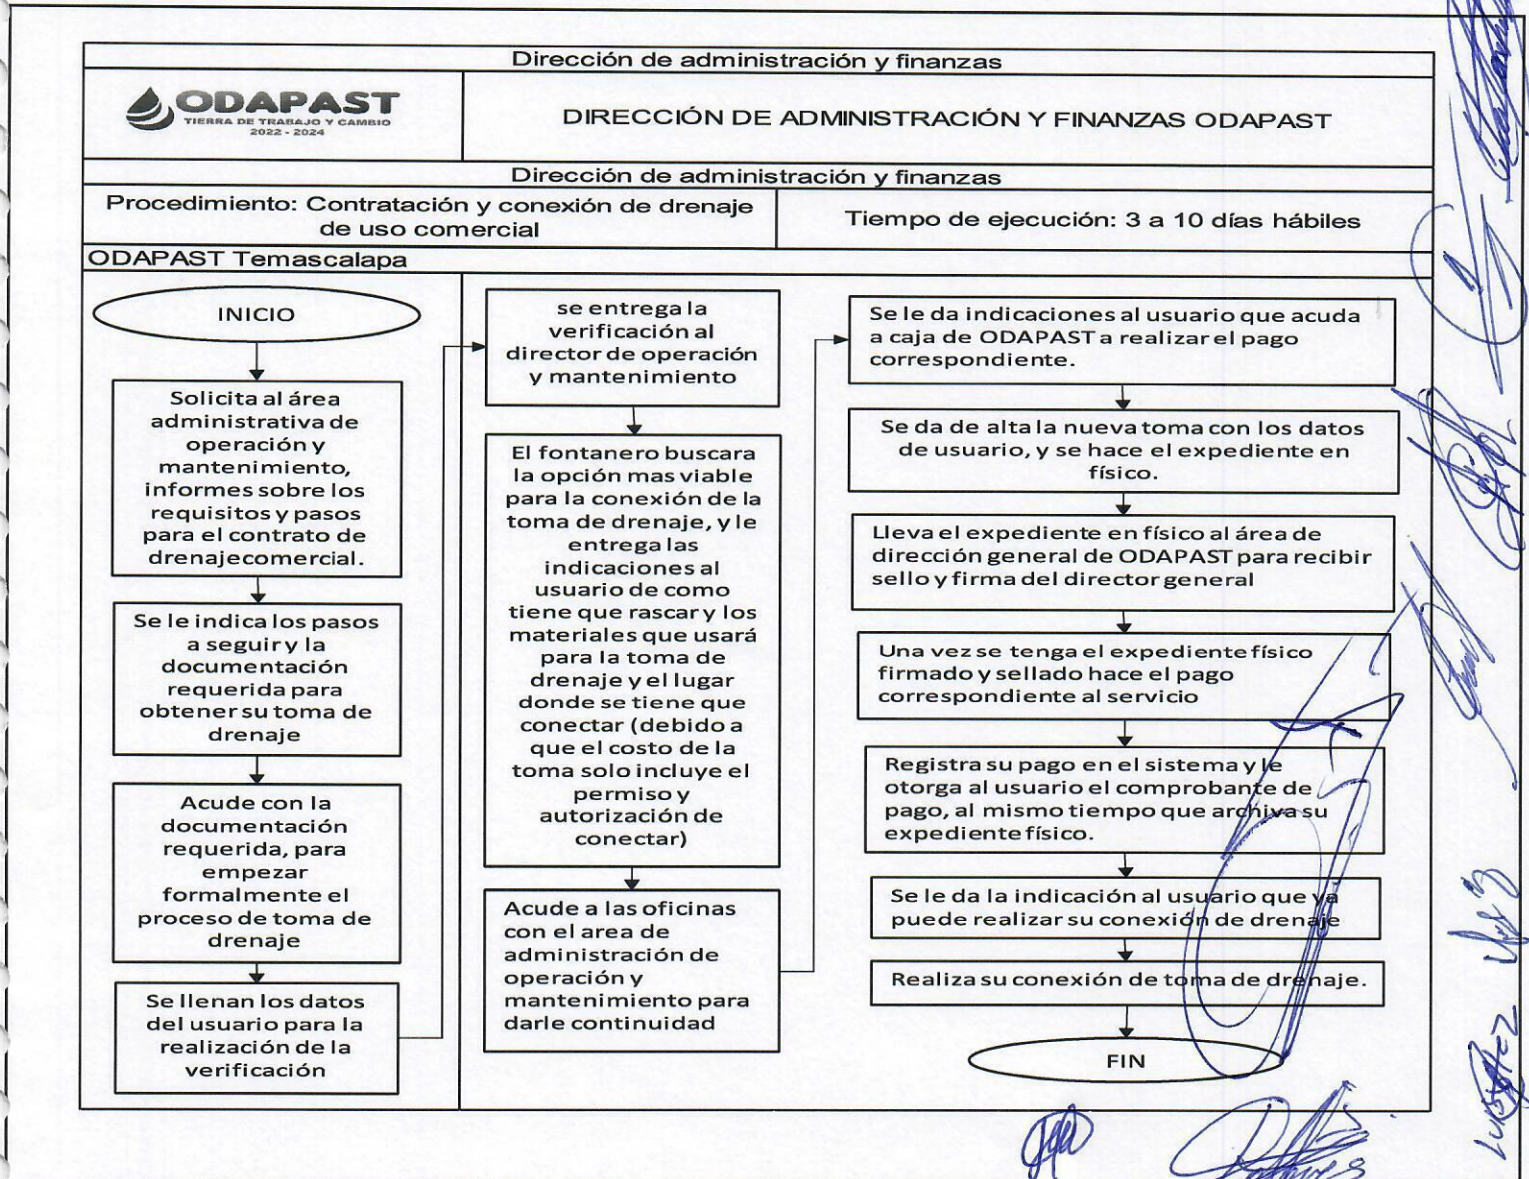 Dirección de administración y finanzas
ODAPAST
TIERRA DE TRABAJO Y CAMBIO
2022 - 2024
DIRECCIÓN DE ADMINISTRACIÓN Y FINANZAS ODAPAST
Dirección de administración y finanzas
Procedimiento: Contratación y conexión de drenaje
de uso comercial
Tiempo de ejecución: 3 a 10 días hábiles
ODAPAST Temascalapa
INICIO
Solicita al área
administrativa de
operación y
mantenimiento,
informes sobre los
requisitos y pasos
para el contrato de
drenajecomercial.
Se le indica los pasos
a seguir y la
documentación
requerida para
obtener su toma de
drenaje
Acude con la
documentación
requerida, para
empezar
formalmente el
proceso de toma de
drenaje
Se llenan los datos
del usuario para la
realización de la
verificación
se entrega la
verificación al
director de operación
y mantenimiento
El fontanero buscara
la opción mas viable
para la conexión de la
toma de drenaje, y le
entrega las
indicaciones al
usuario de como
tiene que rascar y los
materiales que usará
para la toma de
drenaje y el lugar
donde se tiene que
conectar (debido a
que el costo de la
toma solo incluye el
permiso y
autorización de
conectar)
Acude a las oficinas
con el area de
administración de
operación y
mantenimiento para
darle continuidad
Se le da indicaciones al usuario que acuda
a caja de ODAPAST a realizar el pago
correspondiente.
Se da de alta la nueva toma con los datos
de usuario, y se hace el expediente en
físico.
Lleva el expediente en físico al área de
dirección general de ODAPAST para recibir
sello y firma del director general
Una vez se tenga el expediente físico
firmado y sellado hace el pago
correspondiente al servicio
Registra su pago en el sistema y le
otorga al usuario el comprobante de
pago, al mismo tiempo que archiva su
expediente físico.
Se le da la indicación al usuario que ya
puede realizar su conexión de drenaje
Realiza su conexión de toma de drenaje.
FIN